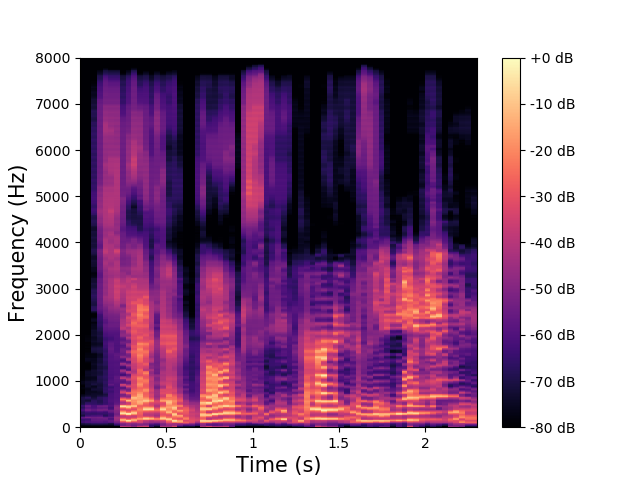 8000
7000
6000
5000
4000
3000
2000
1000
0
Frequency (Hz)
0
0.5
1
1.5
2
Time (s)
+0 dB
-10 dB
-20 dB
-30 dB
-40 dB
-50 dB
-60 dB
-70 dB
-80 dB